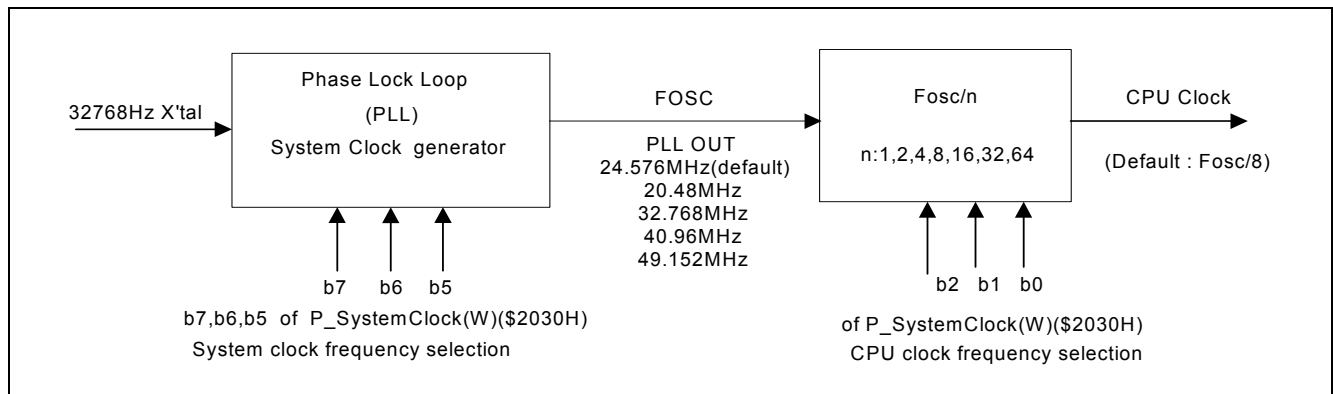 32768Hz X'tal
Phase Lock Loop
(PLL)
System Clock generator
FOSC
PLL OUT
24.576MHz(default)
20.48MHz
32.768MHz
40.96MHz
49.152MHz
Fosc/n
n:1,2,4,8,16,32,64
CPU Clock
(Default : Fosc/8)
b7 b6 b5
b7,b6,b5 of P_SystemClock(W)($2030H)
System clock frequency selection
b2 b1 b0
of P_SystemClock(W)($2030H)
CPU clock frequency selection